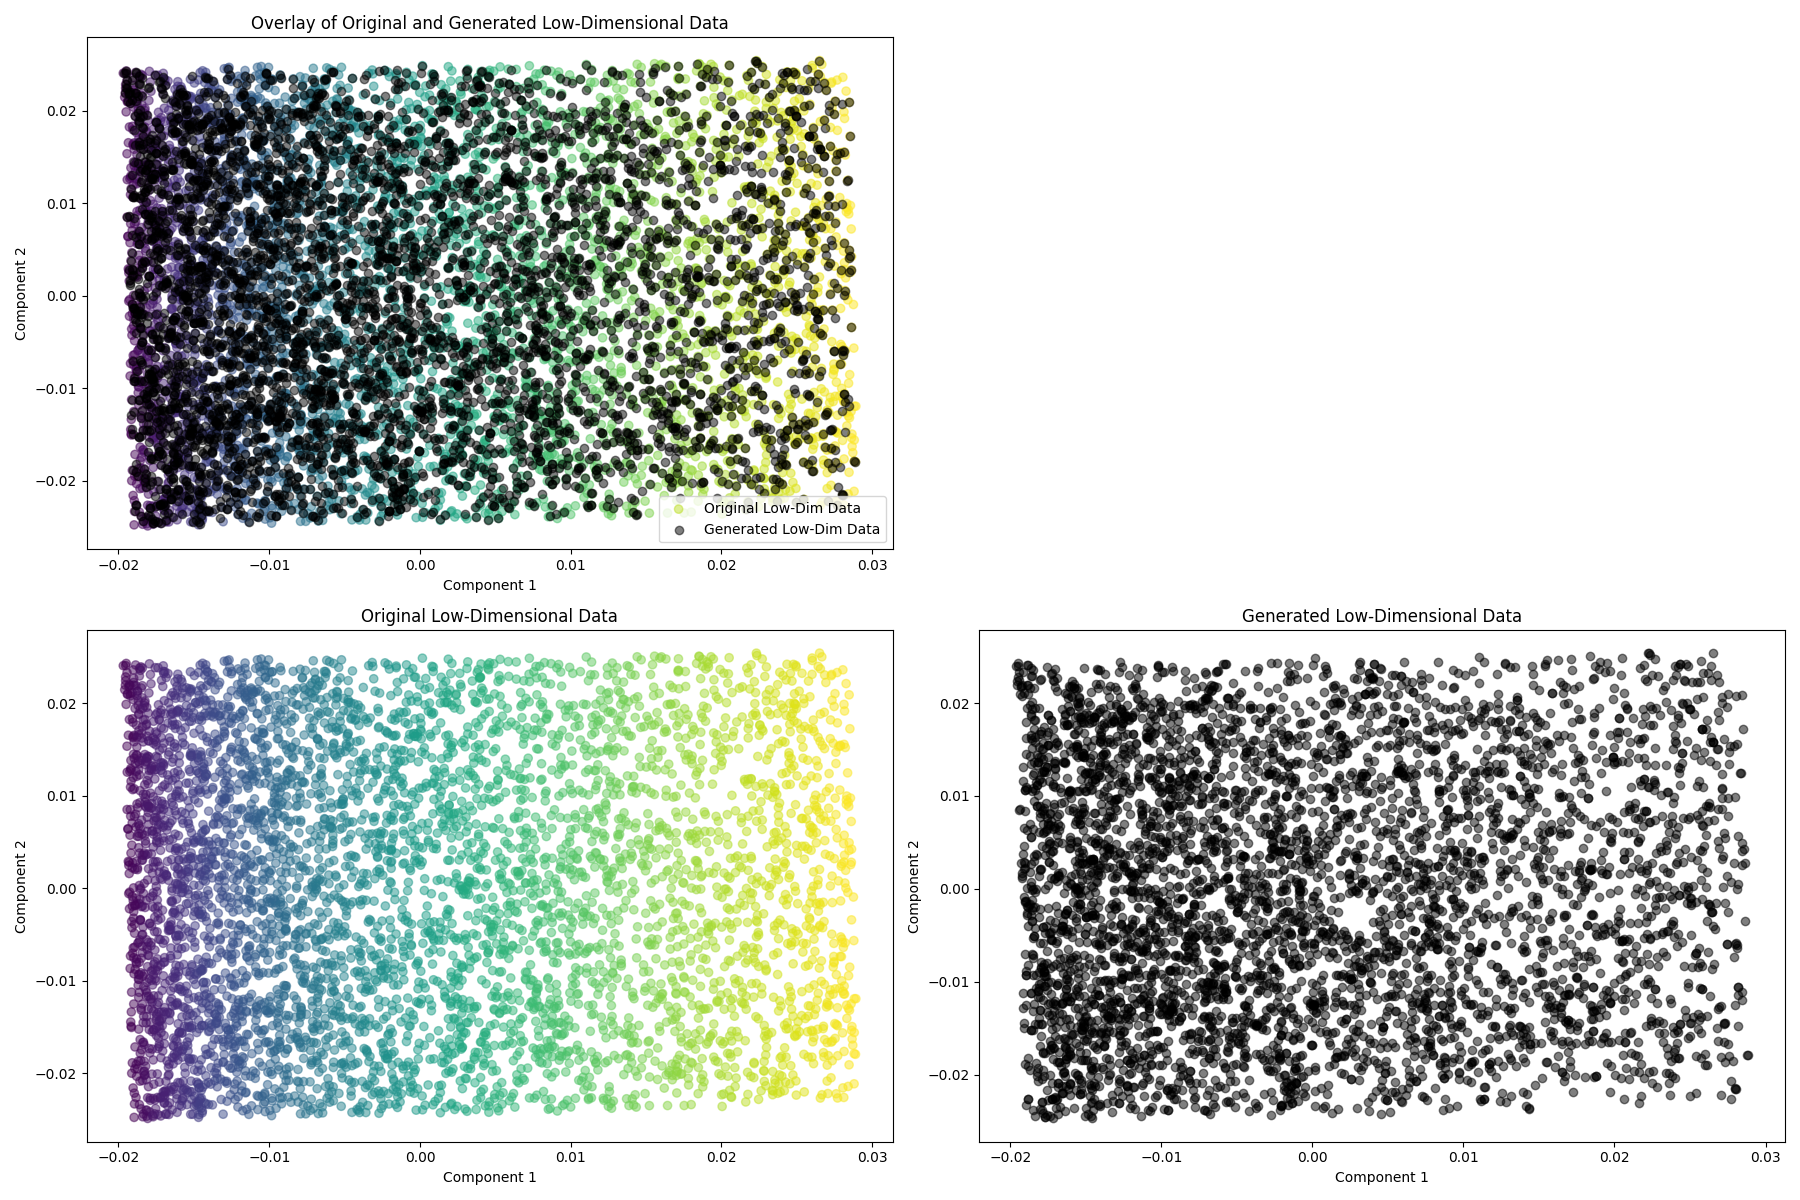 Overlay of Original and Generated Low-Dimensional Data
0.02
0.01
0.00
−0.01
−0.02
Component 2
Original Low-Dim Data
Generated Low-Dim Data
−0.02 −0.01 0.00 0.01 0.02 0.03
Component 1
Original Low-Dimensional Data
0.02
0.01
0.00
−0.01
−0.02
Component 2
−0.02 −0.01 0.00 0.01 0.02 0.03
Component 1
Generated Low-Dimensional Data
0.02
0.01
0.00
−0.01
−0.02
Component 2
−0.02 −0.01 0.00 0.01 0.02 0.03
Component 1